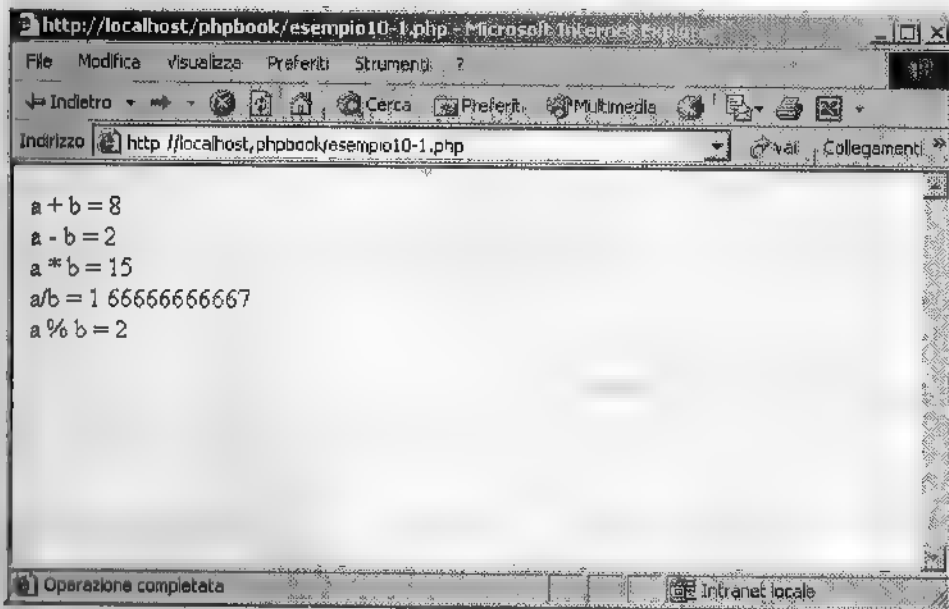 http://localhost/phpbook/esempio10-1.php - Microsoft Internet Explor
File Modifica Visualizza Preferiti Strumenti ?
Indietro Cerca Preferiti Multimedia
Indirizzo http //localhost/phpbook/esempio10-1.php Vai Collegamenti »
a + b = 8
a - b = 2
a * b = 15
a/b = 1 66666666667
a % b = 2
Operazione completata Intranet locale